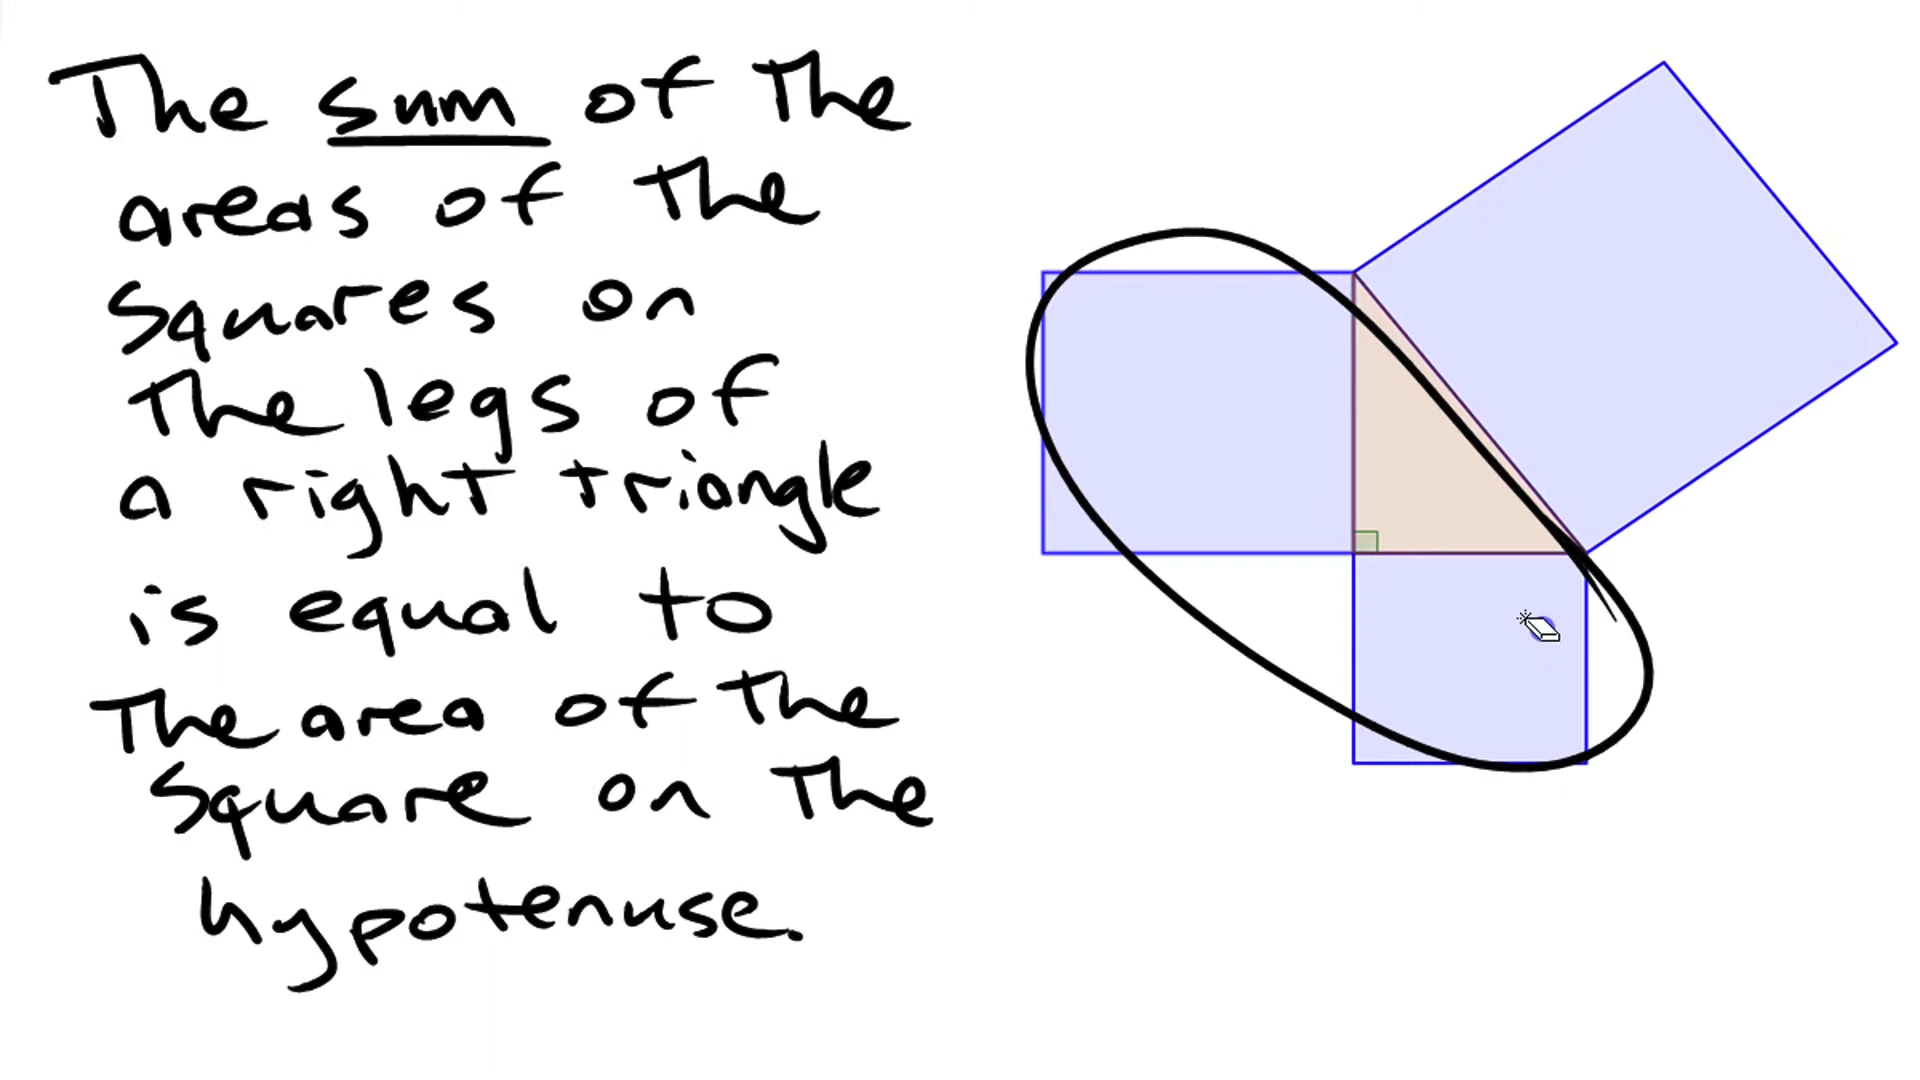 The sum of the
areas of the
squares on
the legs of
a right triangle
is equal to
The area of the
square on the
hypotenuse.